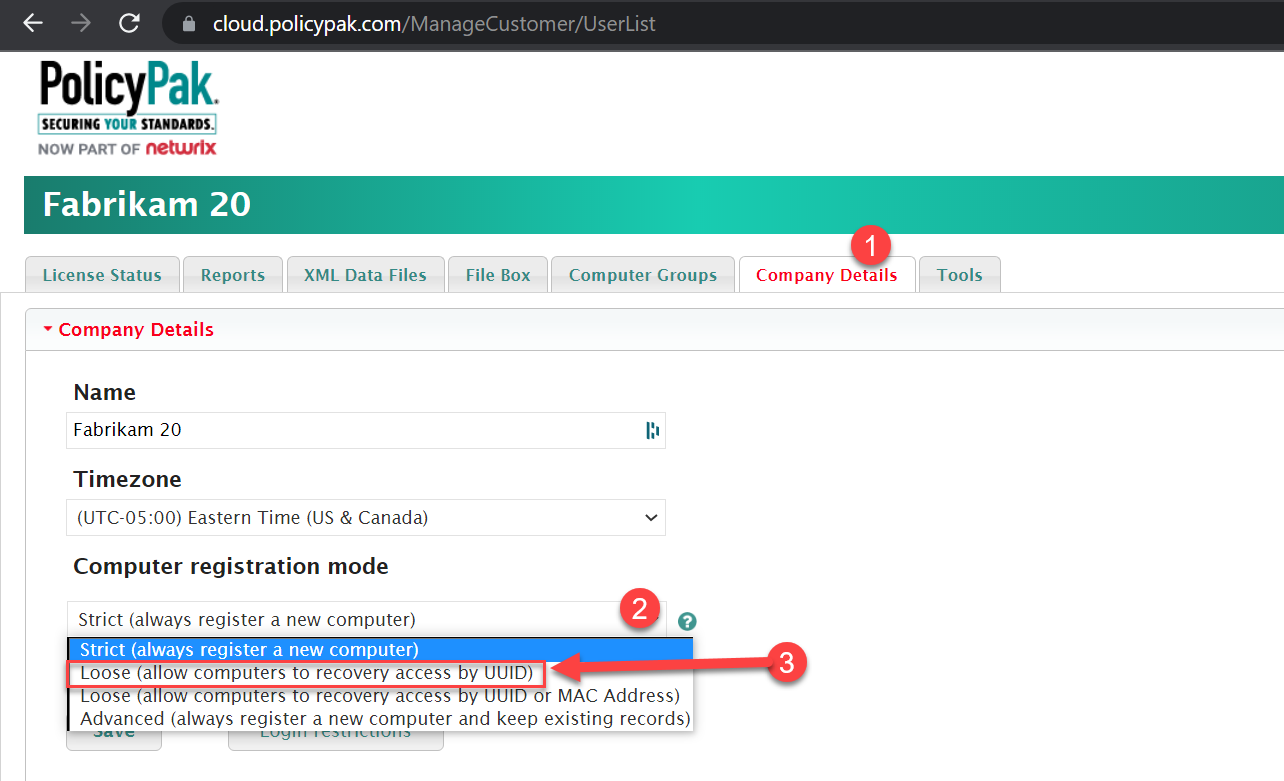 cloud.policypak.com/ManageCustomer/UserList
PolicyPak.
SECURING YOUR STANDARDS.
NOW PART OF netwrix
Fabrikam 20
1
License Status Reports XML Data Files File Box Computer Groups Company Details Tools
Company Details
Name
Fabrikam 20
Timezone
(UTC-05:00) Eastern Time (US & Canada)
Computer registration mode
Strict (always register a new computer) 2 ?
Strict (always register a new computer)
Loose (allow computers to recovery access by UUID) 3
Loose (allow computers to recovery access by UUID or MAC Address)
Advanced (always register a new computer and keep existing records)
Save Login restrictions